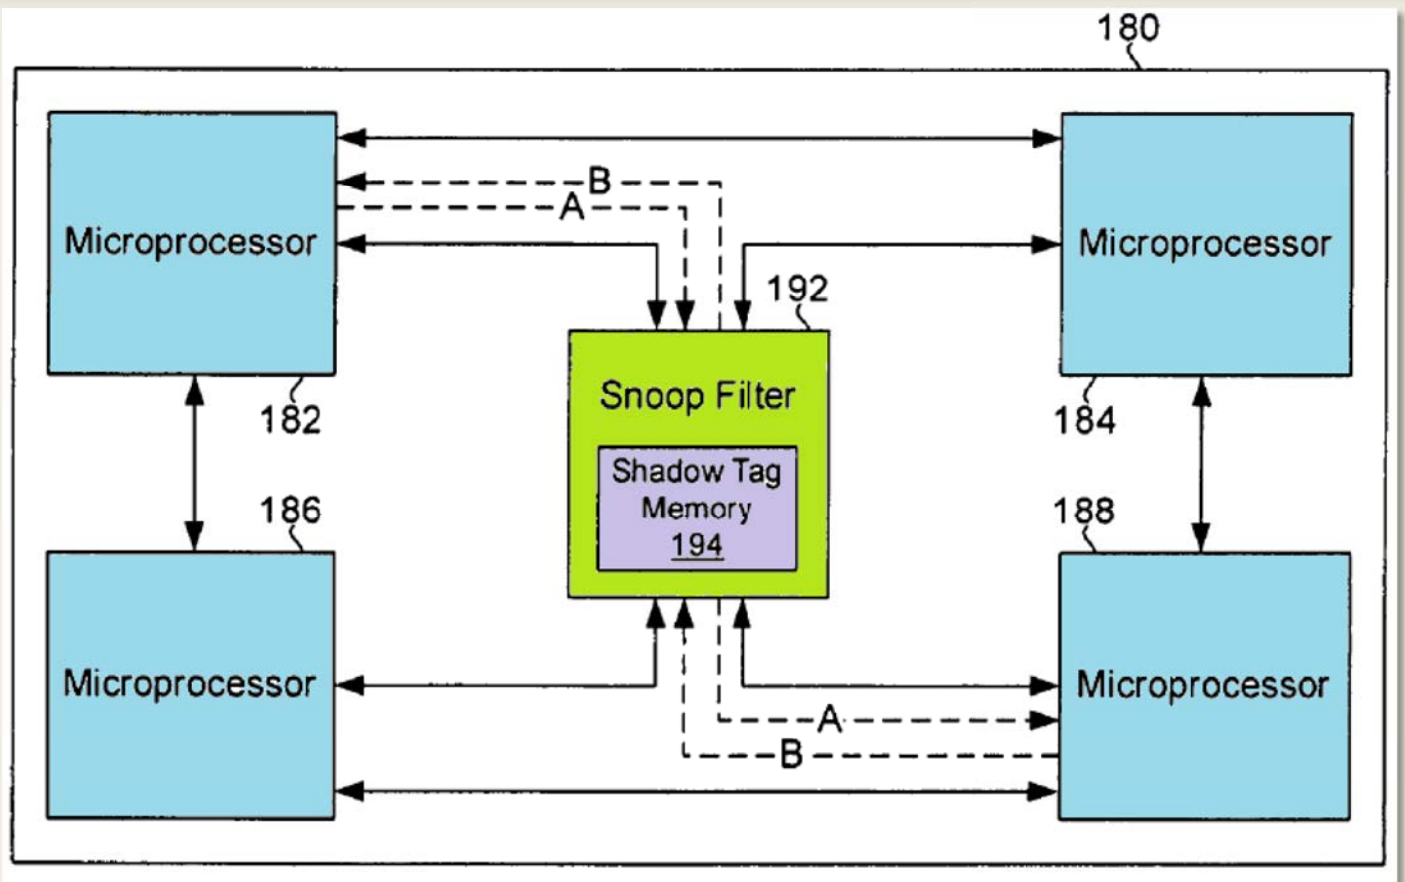 180
B
A
Microprocessor
Microprocessor
192
Snoop Filter
182
184
Shadow Tag
Memory
194
186
188
Microprocessor
Microprocessor
A
B